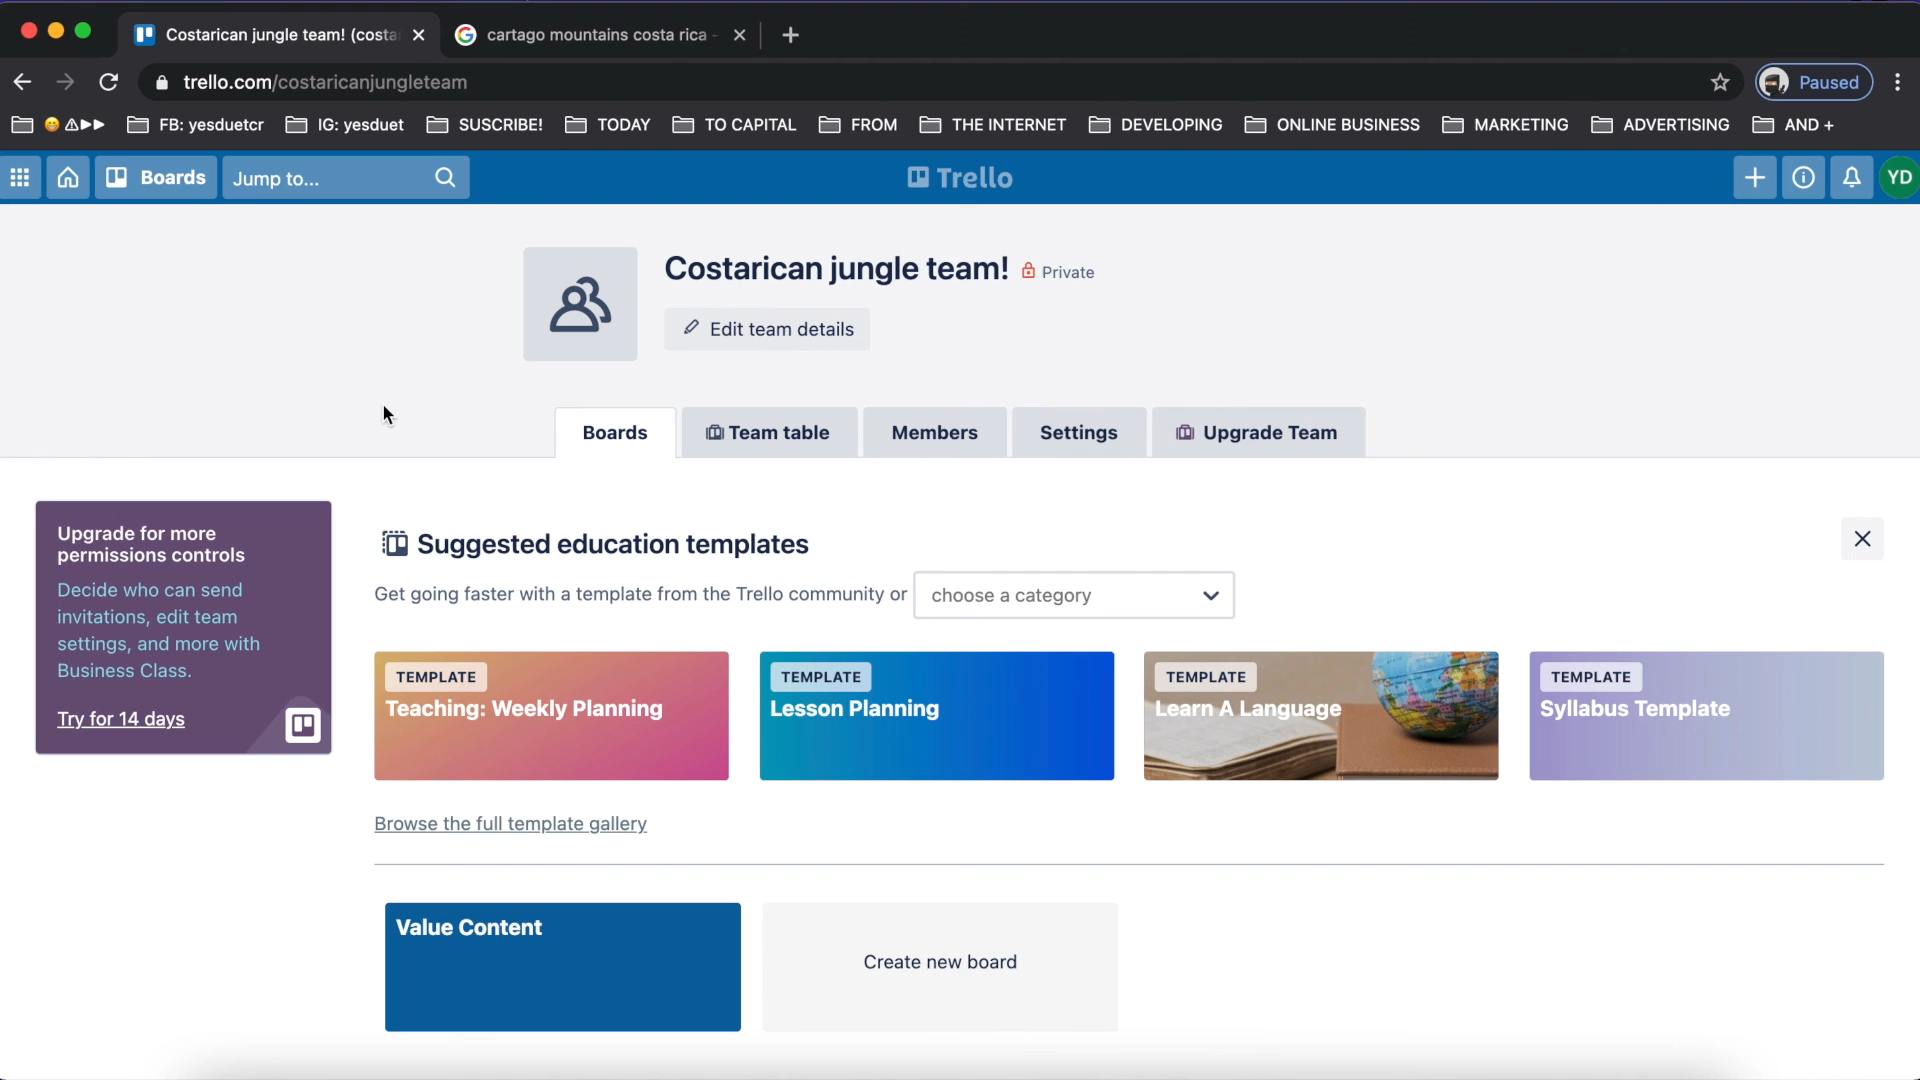 Costarican jungle team! (costa
cartago mountains costa rica -
trello.com/costaricanjungleteam
Paused
FB: yesduetcr
IG: yesduet
SUSCRIBE!
TODAY
TO CAPITAL
FROM
THE INTERNET
DEVELOPING
ONLINE BUSINESS
MARKETING
ADVERTISING
AND +
Boards
Jump to...
Trello
YD
Costarican jungle team!
Private
Edit team details
Boards
Team table
Members
Settings
Upgrade Team
Upgrade for more
permissions controls
Decide who can send
invitations, edit team
settings, and more with
Business Class.
Try for 14 days
Suggested education templates
Get going faster with a template from the Trello community or
choose a category
TEMPLATE
Teaching: Weekly Planning
TEMPLATE
Lesson Planning
TEMPLATE
Learn A Language
TEMPLATE
Syllabus Template
Browse the full template gallery
Value Content
Create new board